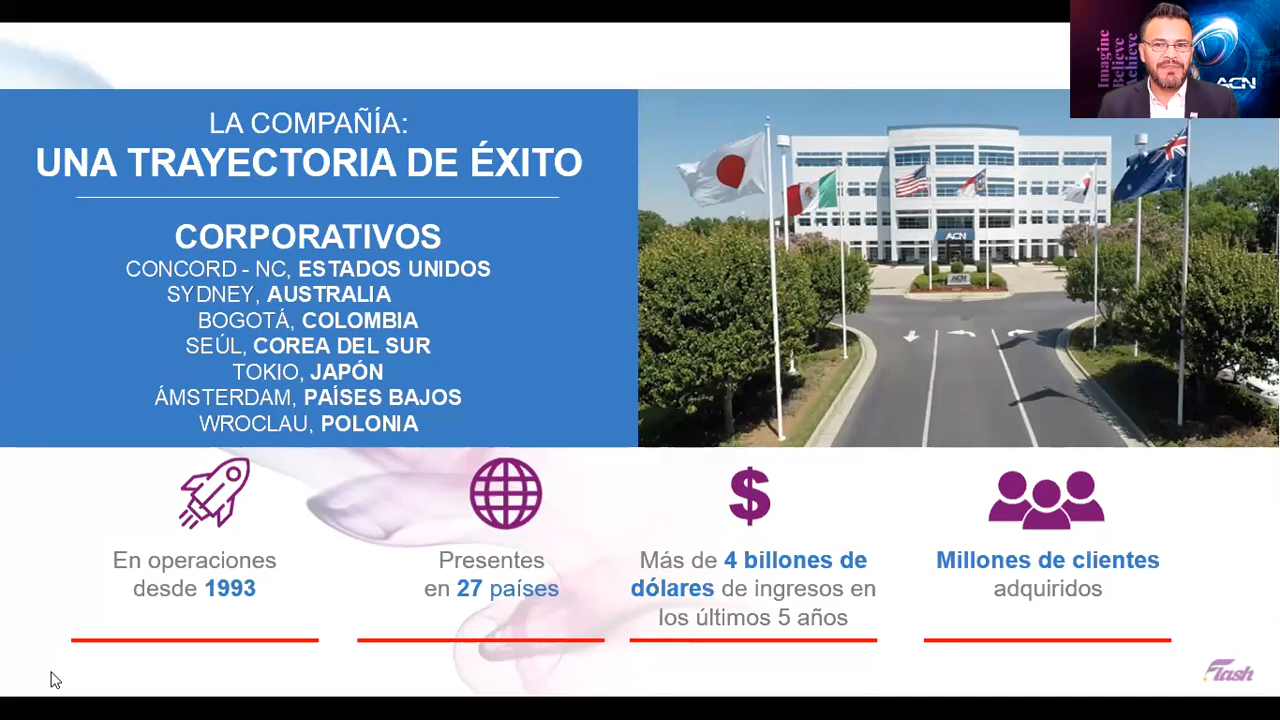 LA COMPAÑÍA:
UNA TRAYECTORIA DE ÉXITO
CORPORATIVOS
CONCORD - NC, ESTADOS UNIDOS
SYDNEY, AUSTRALIA
BOGOTÁ, COLOMBIA
SEÚL, COREA DEL SUR
TOKIO, JAPÓN
ÁMSTERDAM, PAÍSES BAJOS
WROCLAU, POLONIA
Imagine
Believe
Achieve
ACN
ACN
ACN
En operaciones
desde 1993
Presentes
en 27 países
$
Más de 4 billones de
dólares de ingresos en
los últimos 5 años
Millones de clientes
adquiridos
Flash